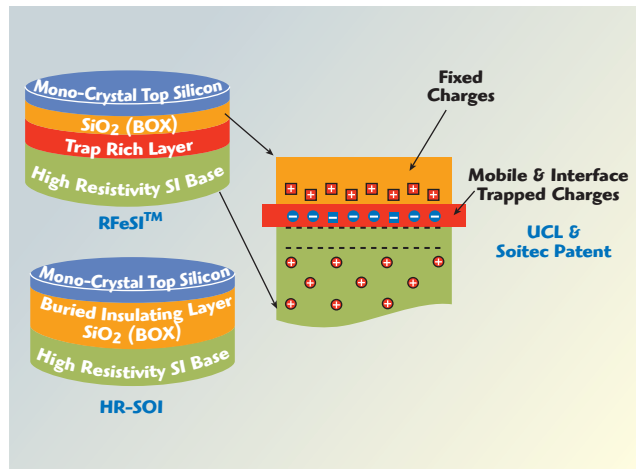 Mono-Crystal Top Silicon
SiO2 (BOX)
Trap Rich Layer
High Resistivity SI Base
RFeSI™
Mono-Crystal Top Silicon
Buried Insulating Layer
SiO2 (BOX)
High Resistivity SI Base
HR-SOI
Fixed
Charges
Mobile & Interface
Trapped Charges
UCL &
Soitec Patent